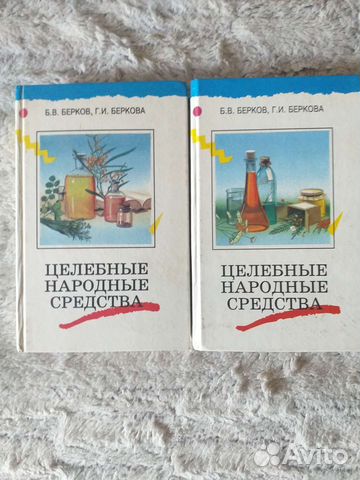 Б.В. БЕРКОВ, Г.И. БЕРКОВА
ЦЕЛЕБНЫЕ
НАРОДНЫЕ
СРЕДСТВА
Б.В. БЕРКОВ, Г.И. БЕРКОВА
ЦЕЛЕБНЫЕ
НАРОДНЫЕ
СРЕДСТВА
Avito